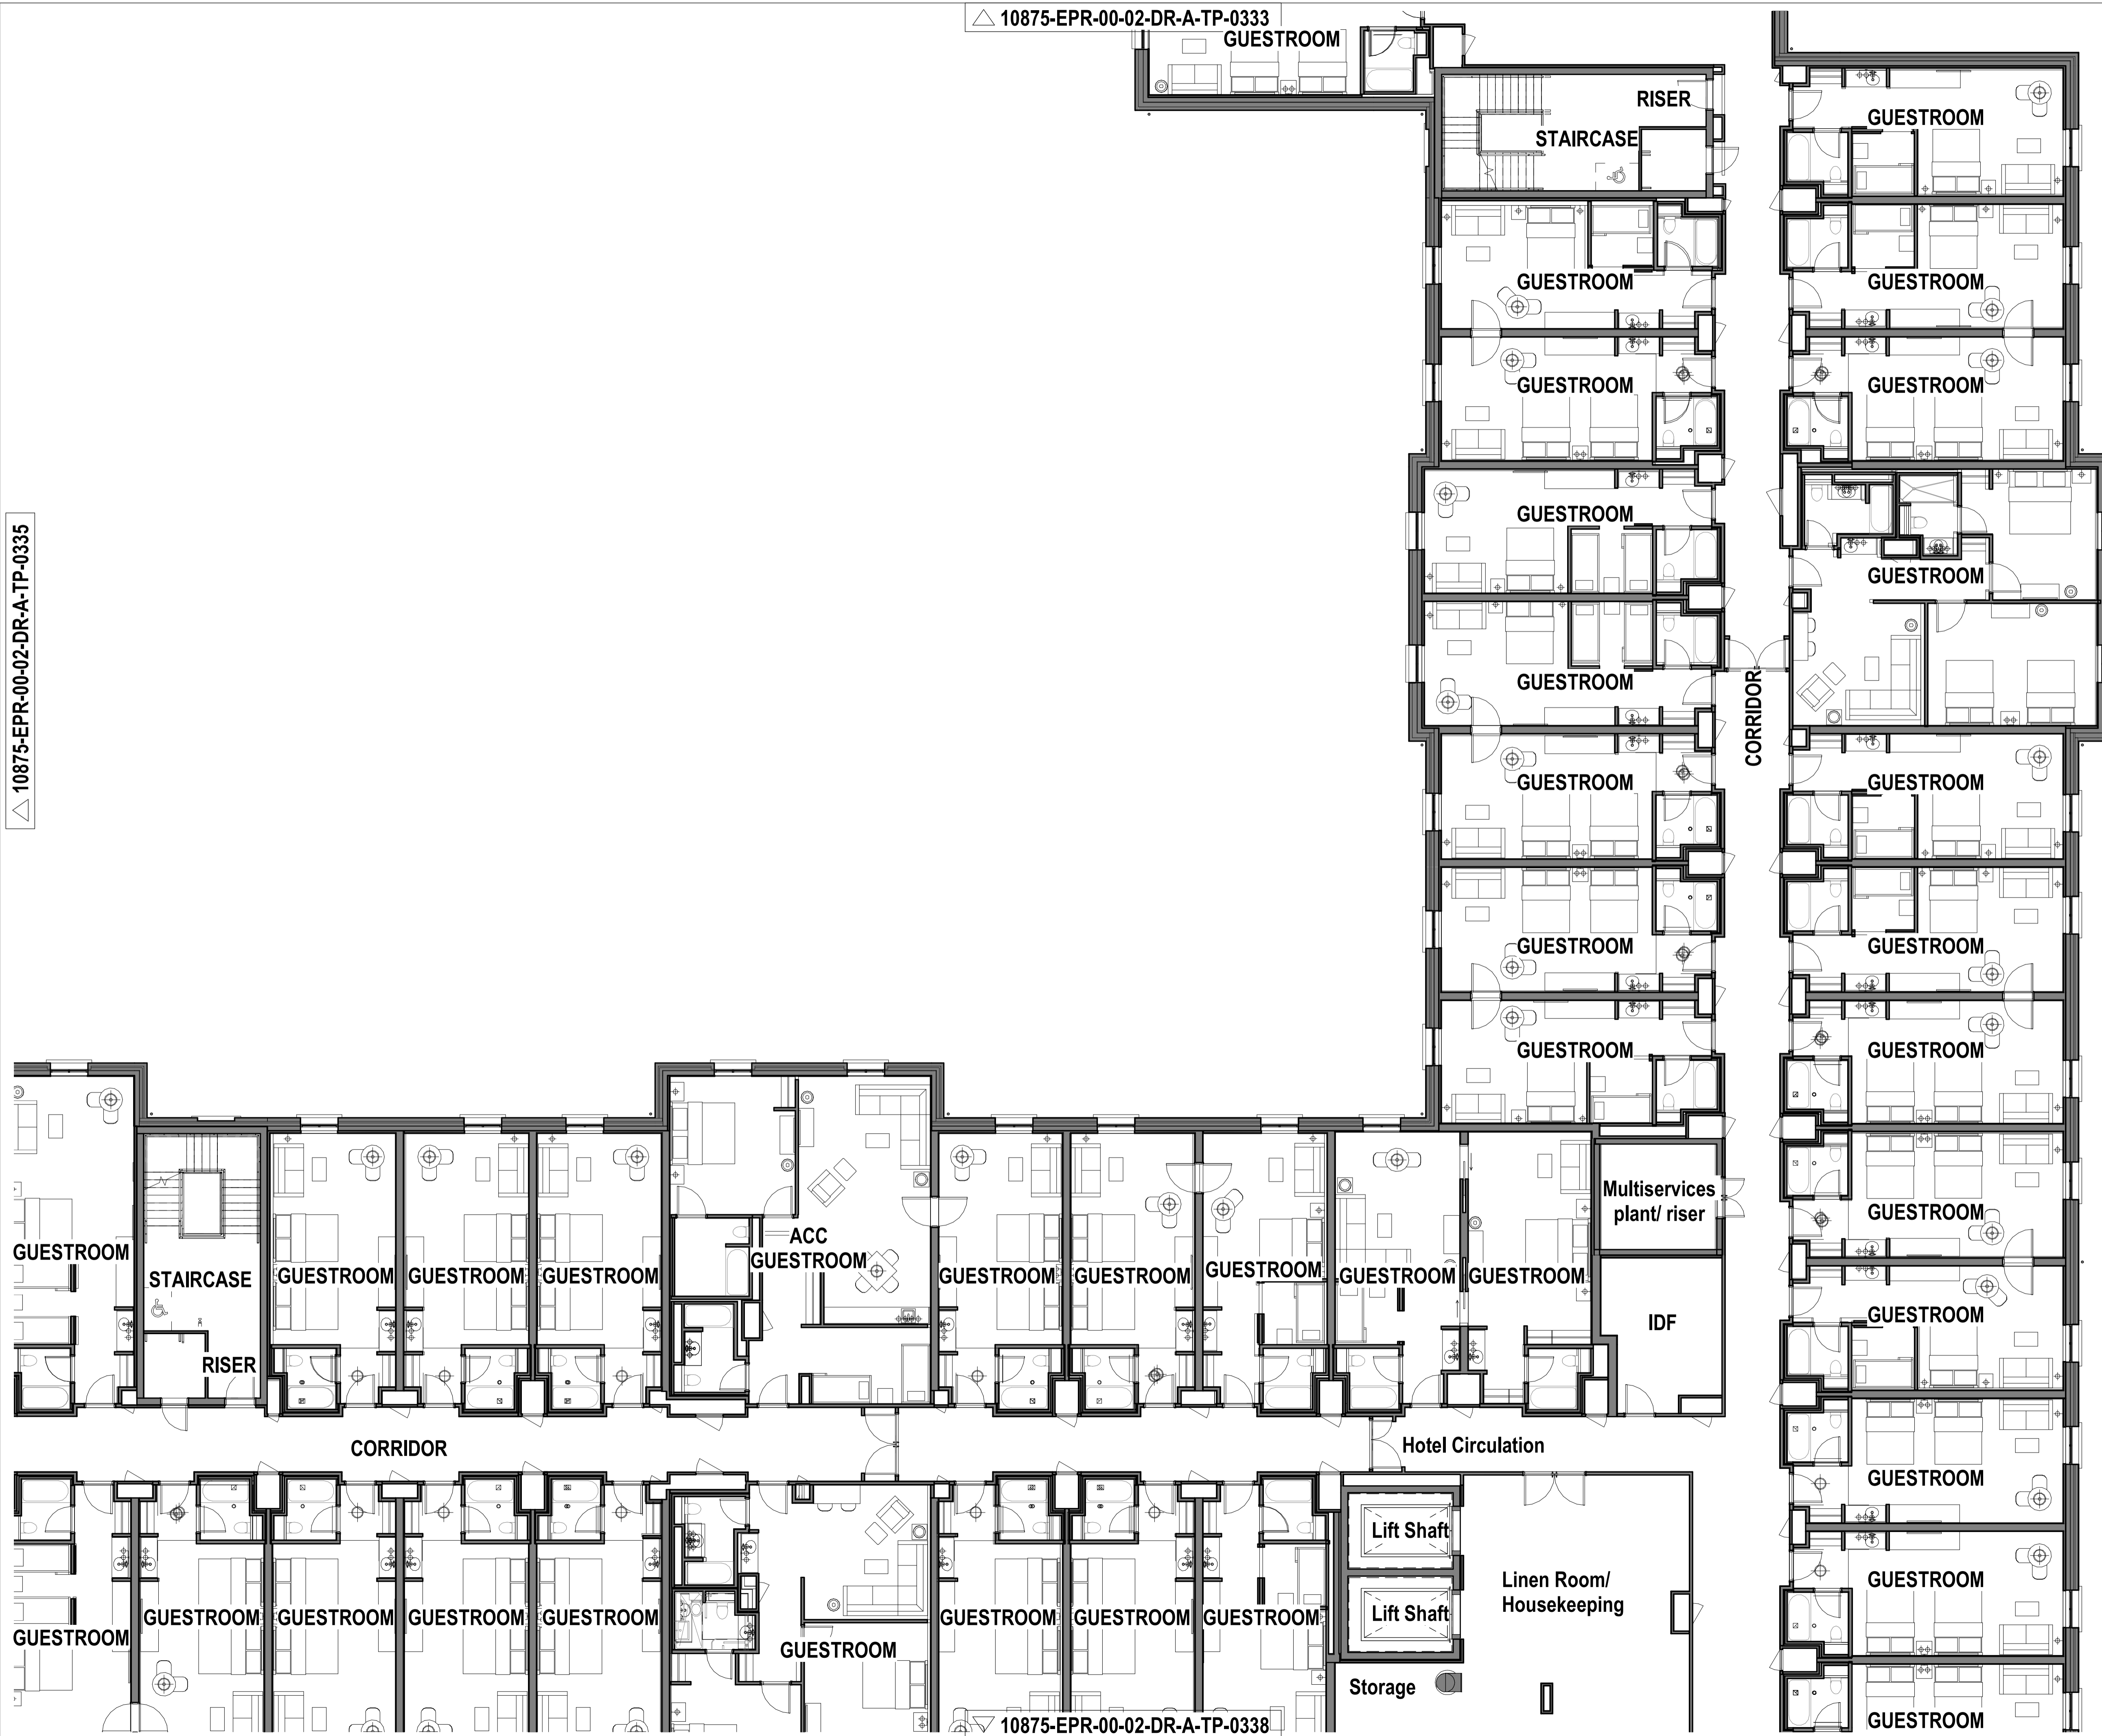 10875-EPR-00-02-DR-A-TP-0333
GUESTROOM
RISER
STAIRCASE
GUESTROOM
GUESTROOM
GUESTROOM
GUESTROOM
GUESTROOM
GUESTROOM
GUESTROOM
10875-EPR-00-02-DR-A-TP-0335
GUESTROOM
GUESTROOM
CORRIDOR
GUESTROOM
GUESTROOM
GUESTROOM
GUESTROOM
GUESTROOM
GUESTROOM
Multiservices
plant/ riser
GUESTROOM
ACC
GUESTROOM
GUESTROOM
STAIRCASE
GUESTROOM
GUESTROOM
GUESTROOM
GUESTROOM
GUESTROOM
GUESTROOM
GUESTROOM
GUESTROOM
IDF
GUESTROOM
RISER
CORRIDOR
Hotel Circulation
GUESTROOM
Lift Shaft
Linen Room/
Housekeeping
GUESTROOM
Lift Shaft
GUESTROOM
GUESTROOM
GUESTROOM
GUESTROOM
GUESTROOM
GUESTROOM
GUESTROOM
GUESTROOM
GUESTROOM
Storage
10875-EPR-00-02-DR-A-TP-0338
GUESTROOM